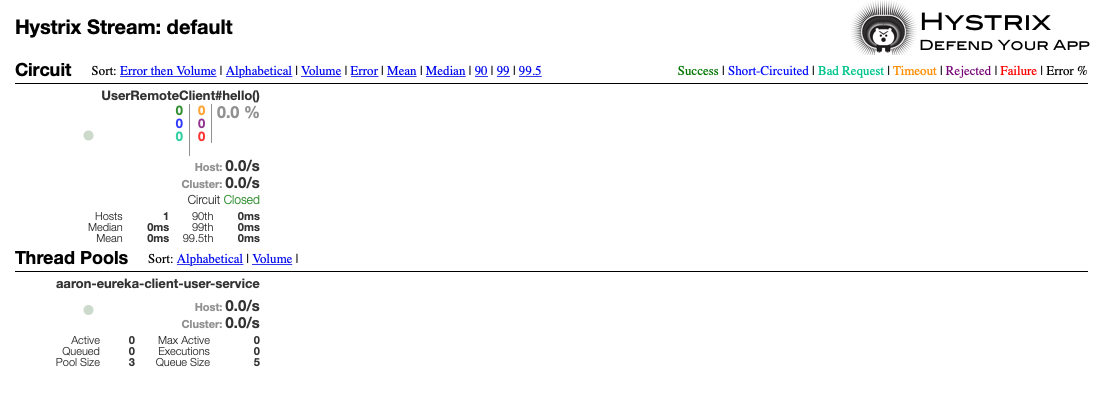 Hystrix Stream: default
HYSTRIX
DEFEND YOUR APP
Circuit Sort: Error then Volume | Alphabetical | Volume | Error | Mean | Median | 90 | 99 | 99.5
Success | Short-Circuited | Bad Request | Timeout | Rejected | Failure | Error %
UserRemoteClient#hello()
0 0 0.0 %
0 0
0 0
Host: 0.0/s
Cluster: 0.0/s
Circuit Closed
Hosts 1 90th 0ms
Median 0ms 99th 0ms
Mean 0ms 99.5th 0ms
Thread Pools Sort: Alphabetical | Volume |
aaron-eureka-client-user-service
Host: 0.0/s
Cluster: 0.0/s
Active 0 Max Active 0
Queued 0 Executions 0
Pool Size 3 Queue Size 5